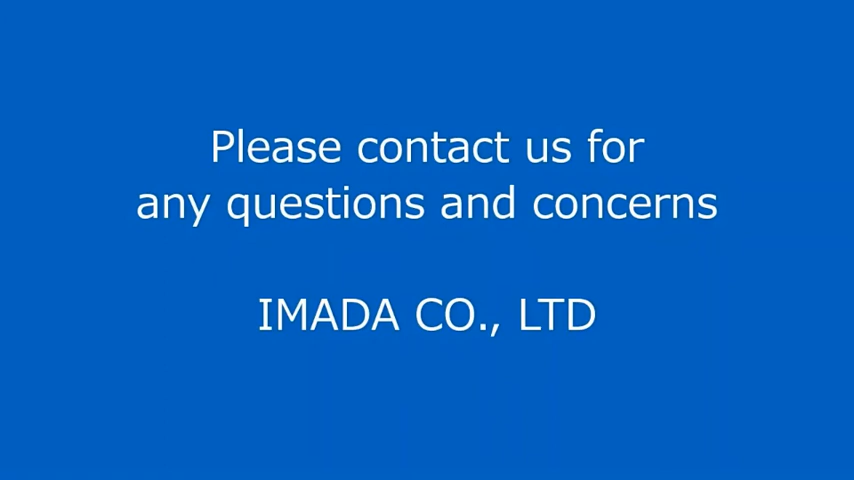 Please contact us for
any questions and concerns
IMADA CO., LTD